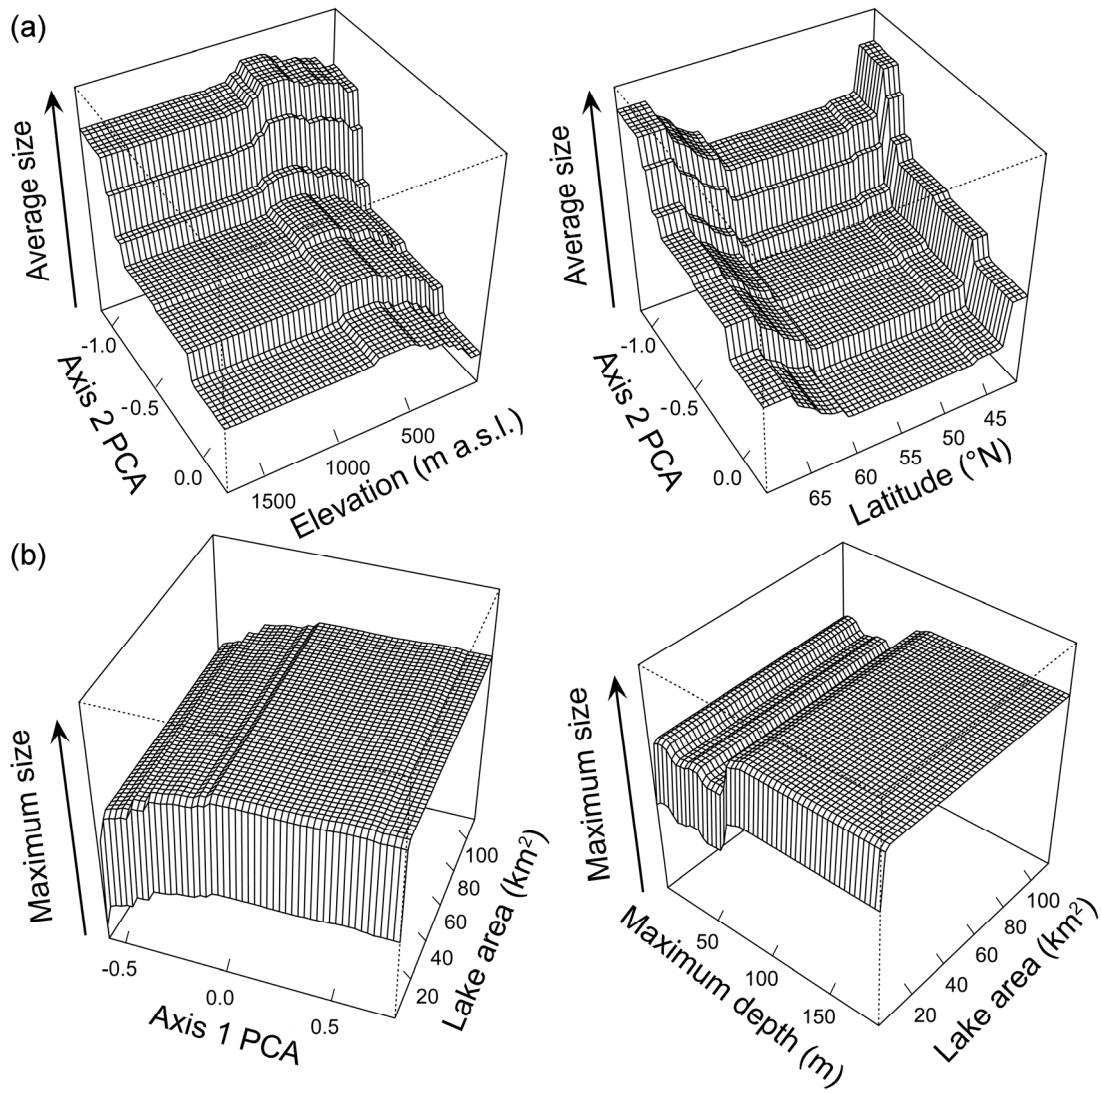 (a)
Average size
-1.0
-0.5
0.0
Axis 2 PCA
1500
1000
500
Elevation (m a.s.l.)
Average size
-1.0
-0.5
0.0
Axis 2 PCA
65
60
55
50
45
Latitude (°N)
(b)
Maximum size
-0.5
0.0
0.5
Axis 1 PCA
20
40
60
80
100
Lake area (km²)
Maximum size
50
100
150
Maximum depth (m)
20
40
60
80
100
Lake area (km²)